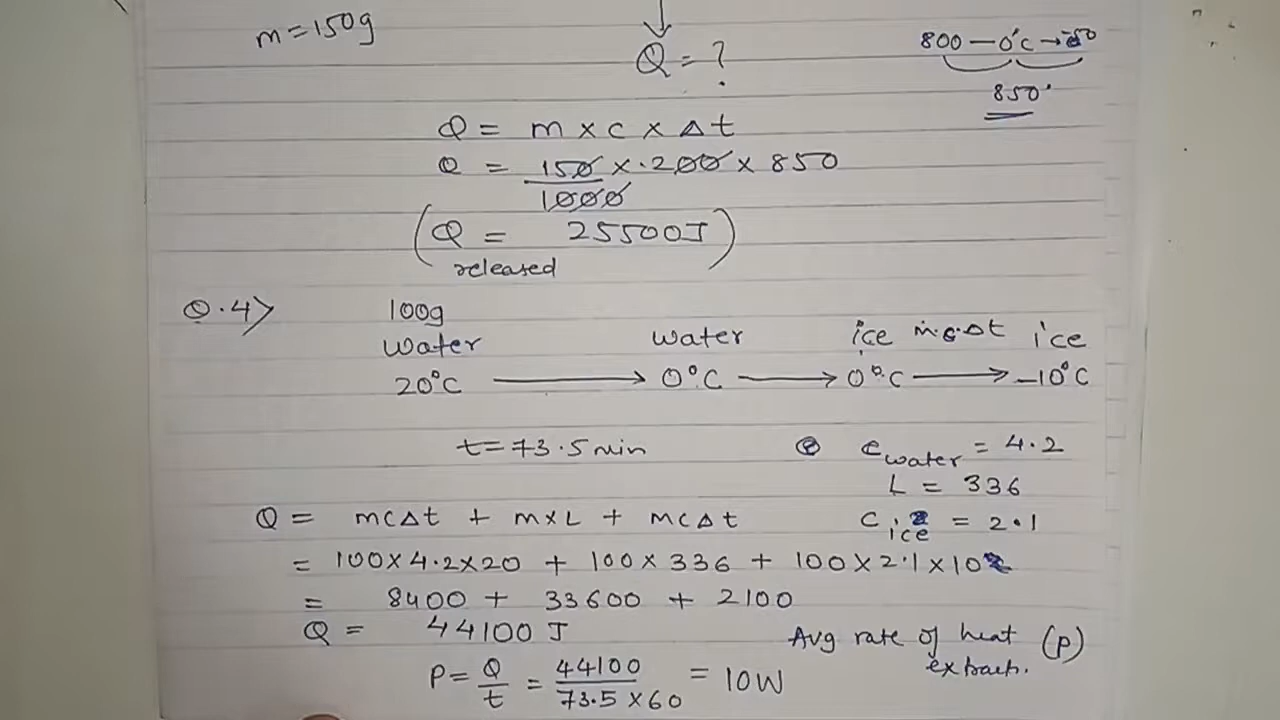 m = 150g
Q = ?
800 — 0°C → -50
850°
Q = m × c × Δt
Q = 150 × 200 × 850
1000
(Q = 25500J)
released
Q.4> 100g
water water ice m·c·Δt ice
20°C → 0°C → 0°C → -10°C
t = 73.5 min
c water = 4.2
L = 336
c ice = 2.1
Q = mcΔt + m×L + mcΔt
= 100×4.2×20 + 100×336 + 100×2.1×10
= 8400 + 33600 + 2100
Q = 44100 J
Avg rate of heat (P)
extract.
P = Q/t = 44100/73.5×60 = 10W